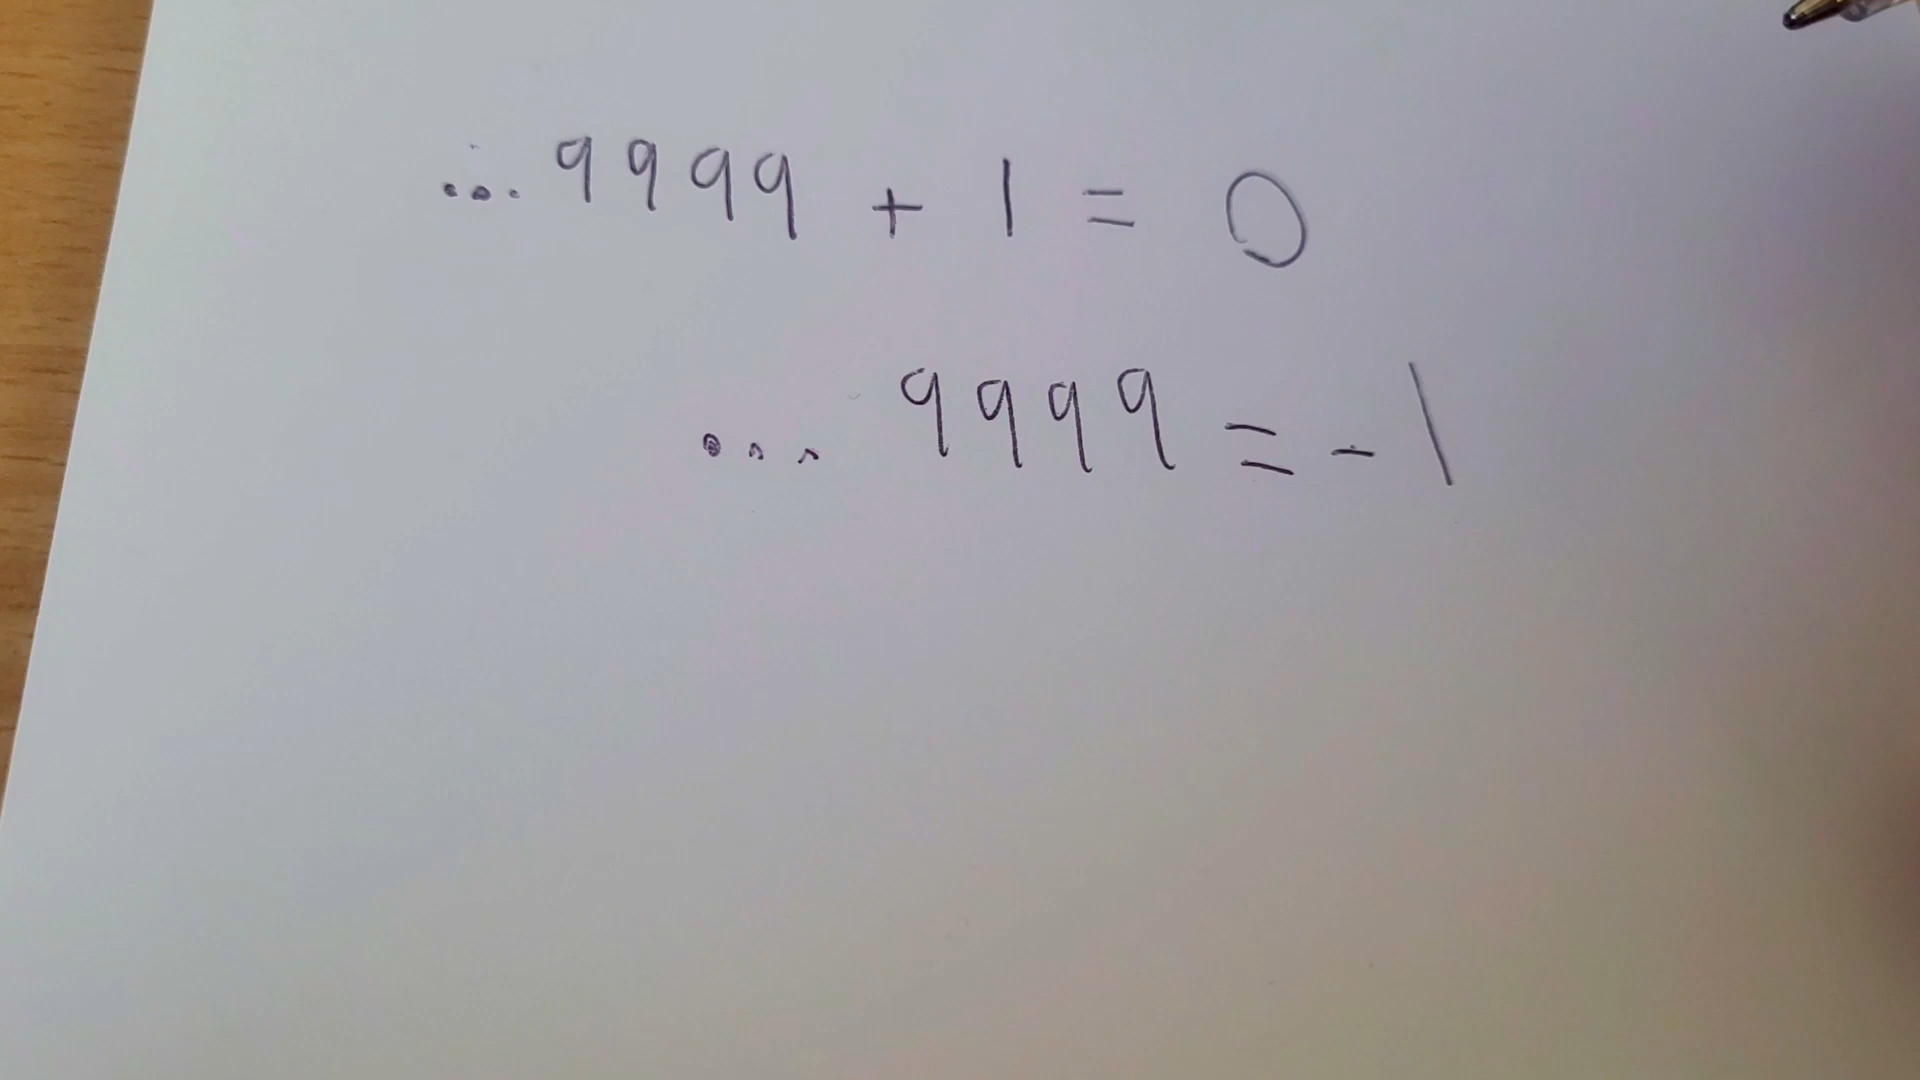 ...9999 + 1 = 0
... 9999 = -1